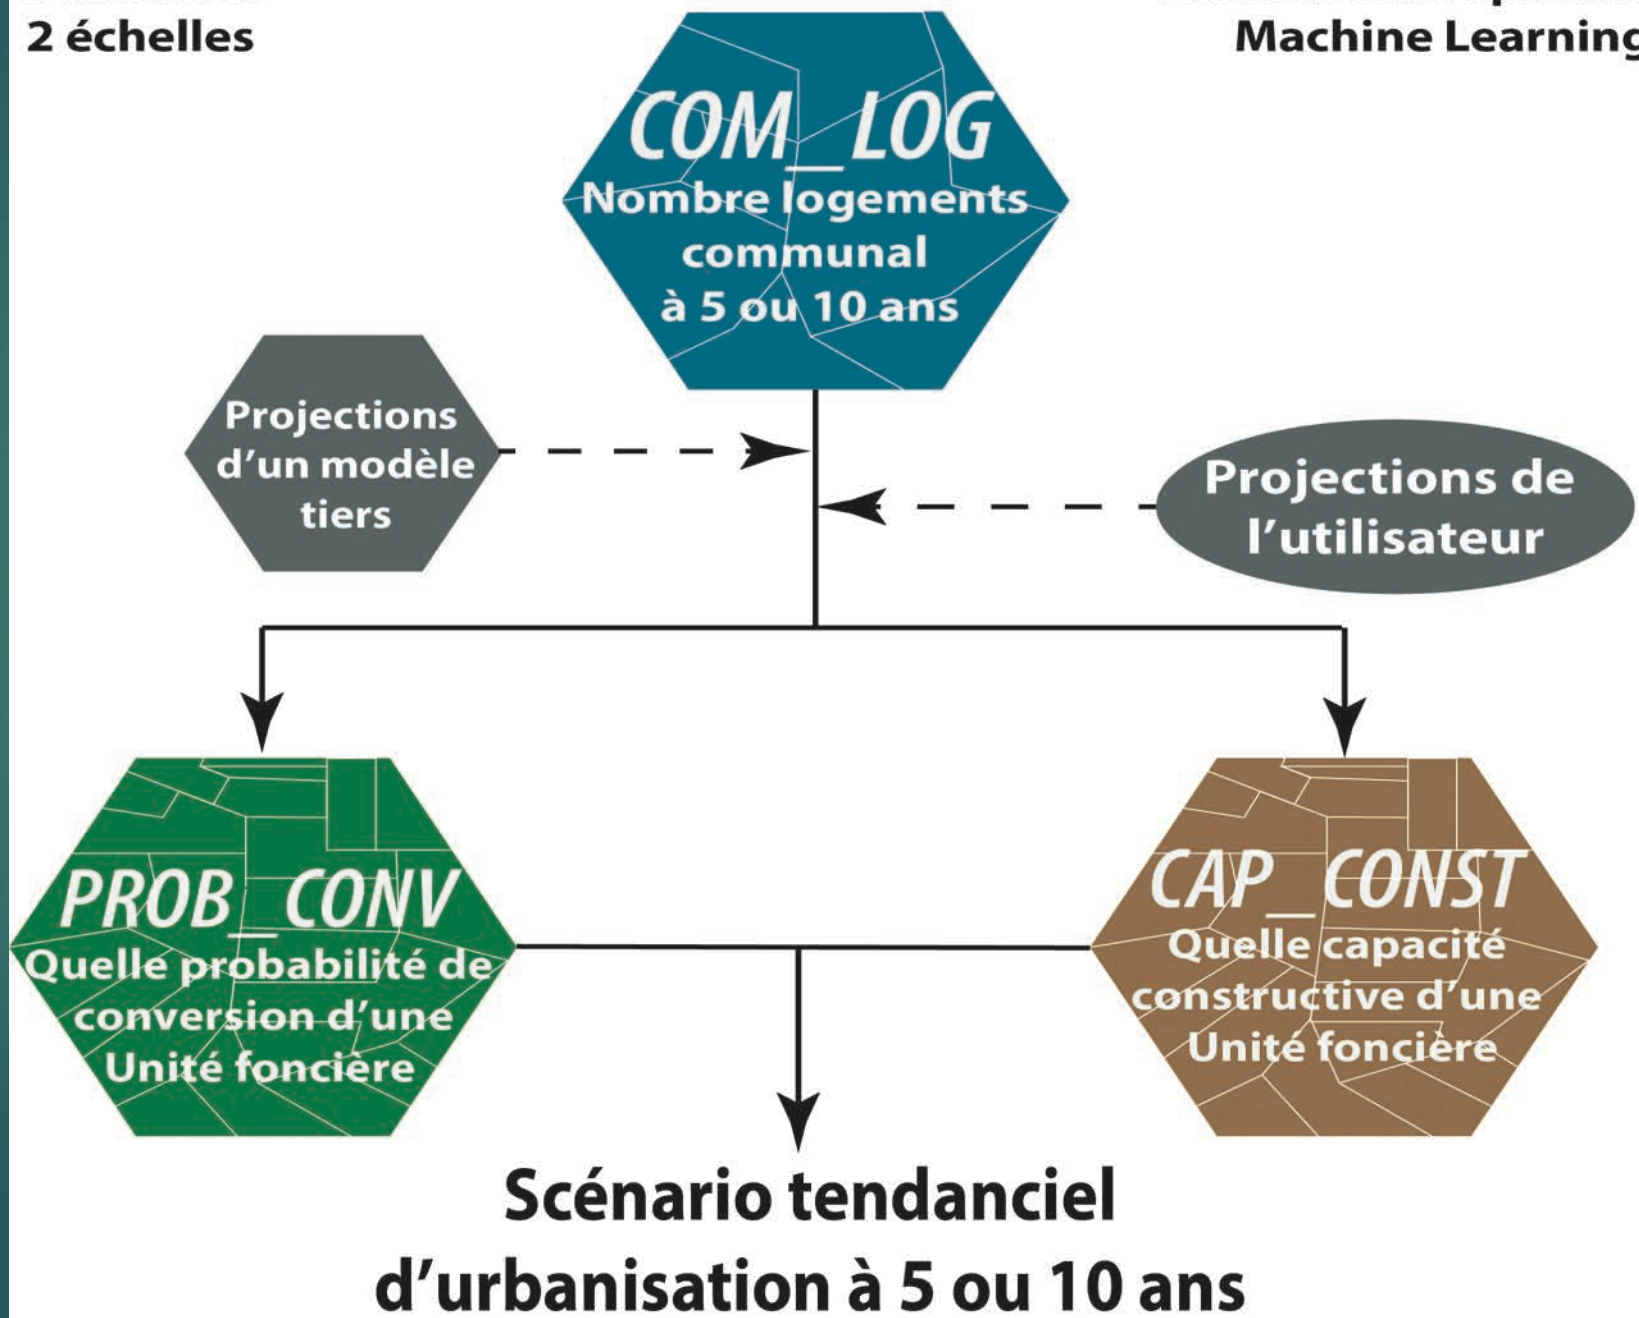 2 échelles
Machine Learning
COM_LOG
Nombre logements
communal
à 5 ou 10 ans
Projections
d'un modèle
tiers
Projections de
l'utilisateur
PROB_CONV
Quelle probabilité de
conversion d'une
Unité foncière
CAP_CONST
Quelle capacité
constructive d'une
Unité foncière
Scénario tendanciel
d'urbanisation à 5 ou 10 ans